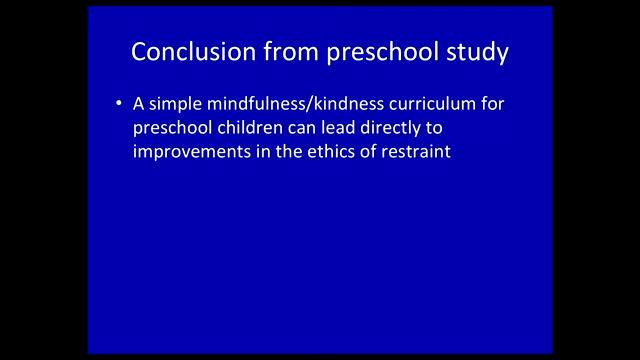 Conclusion from preschool study
• A simple mindfulness/kindness curriculum for
preschool children can lead directly to
improvements in the ethics of restraint